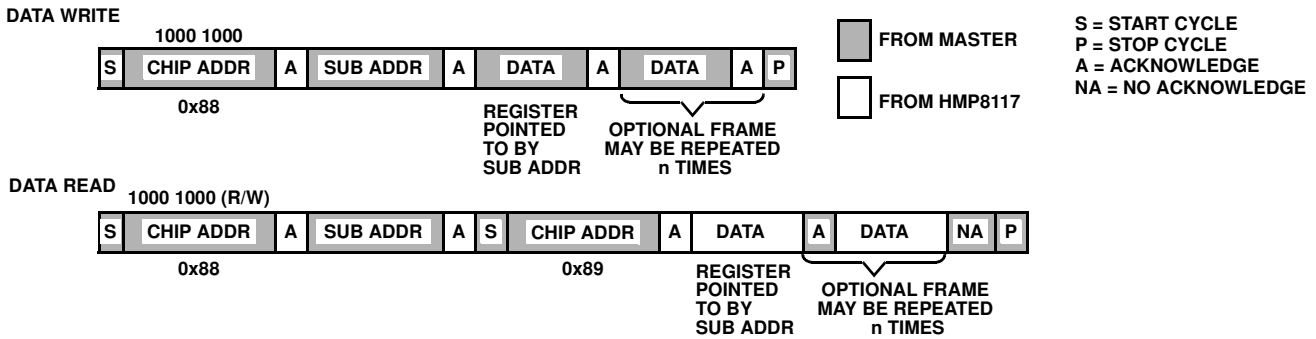 DATA WRITE
1000 1000
S CHIP ADDR A SUB ADDR A DATA A DATA A P
0x88
REGISTER
POINTED
TO BY
SUB ADDR
OPTIONAL FRAME
MAY BE REPEATED
n TIMES
FROM MASTER
FROM HMP8117
S = START CYCLE
P = STOP CYCLE
A = ACKNOWLEDGE
NA = NO ACKNOWLEDGE
DATA READ
1000 1000 (R/W)
S CHIP ADDR A SUB ADDR A S CHIP ADDR A DATA A DATA NA P
0x88
0x89
REGISTER
POINTED
TO BY
SUB ADDR
OPTIONAL FRAME
MAY BE REPEATED
n TIMES